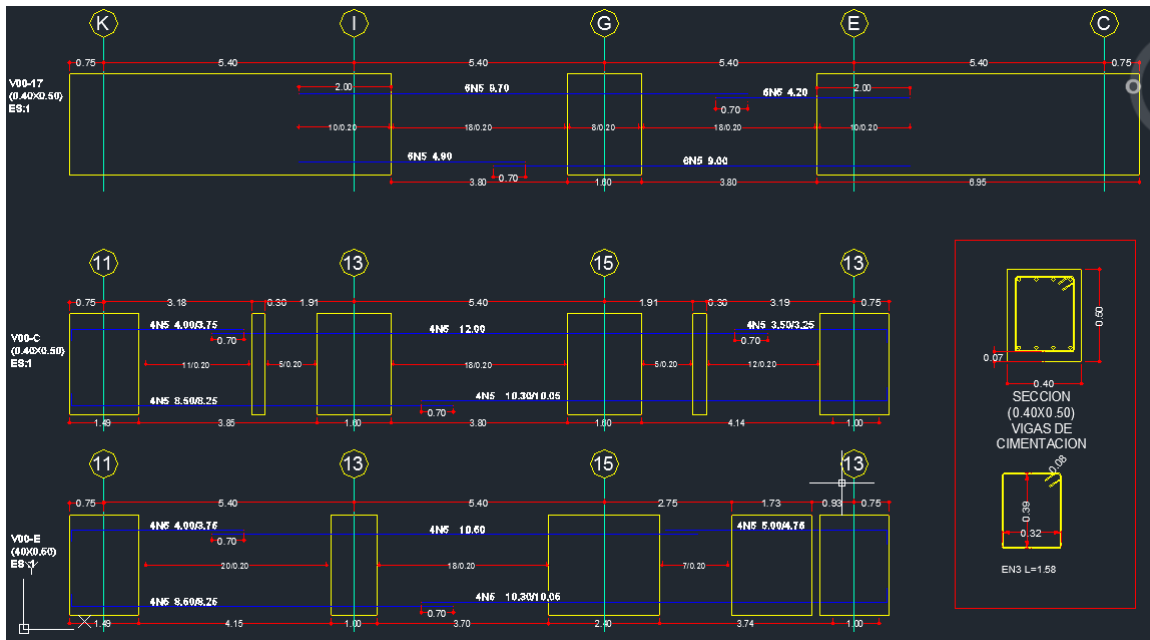 K I G E C
0.75 5.40 5.40 5.40 5.40 0.75
V00-17
(0.40X0.50)
ES:1
2.00 6N5 9.70 6N5 4.20 2.00
0.70
10/0.20 18/0.20 8/0.20 18/0.20 10/0.20
6N5 4.90 6N5 9.00
0.70
3.80 1.60 3.80 6.95
11 13 15 13
0.75 3.18 0.30 1.91 5.40 1.91 0.30 3.19 0.75
V00-C
(0.40X0.50)
ES:1
4N5 4.00/3.75 4N5 12.00 4N5 3.50/3.25
0.70 0.70
11/0.20 5/0.20 18/0.20 5/0.20 12/0.20
4N5 8.50/8.25 4N5 10.30/10.05
0.70
1.49 3.85 1.60 3.80 1.60 4.14 1.00
11 13 15 13
0.75 5.40 5.40 2.75 1.73 0.93 0.75
V00-E
(40X0.50)
4N5 4.00/3.75 4N5 10.50 4N5 5.00/4.75
0.70
20/0.20 18/0.20 7/0.20
4N5 8.50/8.25 4N5 10.30/10.05
0.70
1.49 4.15 1.00 3.70 2.40 3.74 1.00
X
Y
0.50
0.07
0.40
SECCION
(0.40X0.50)
VIGAS DE
CIMENTACION
0.08
0.39
0.32
EN3 L=1.58